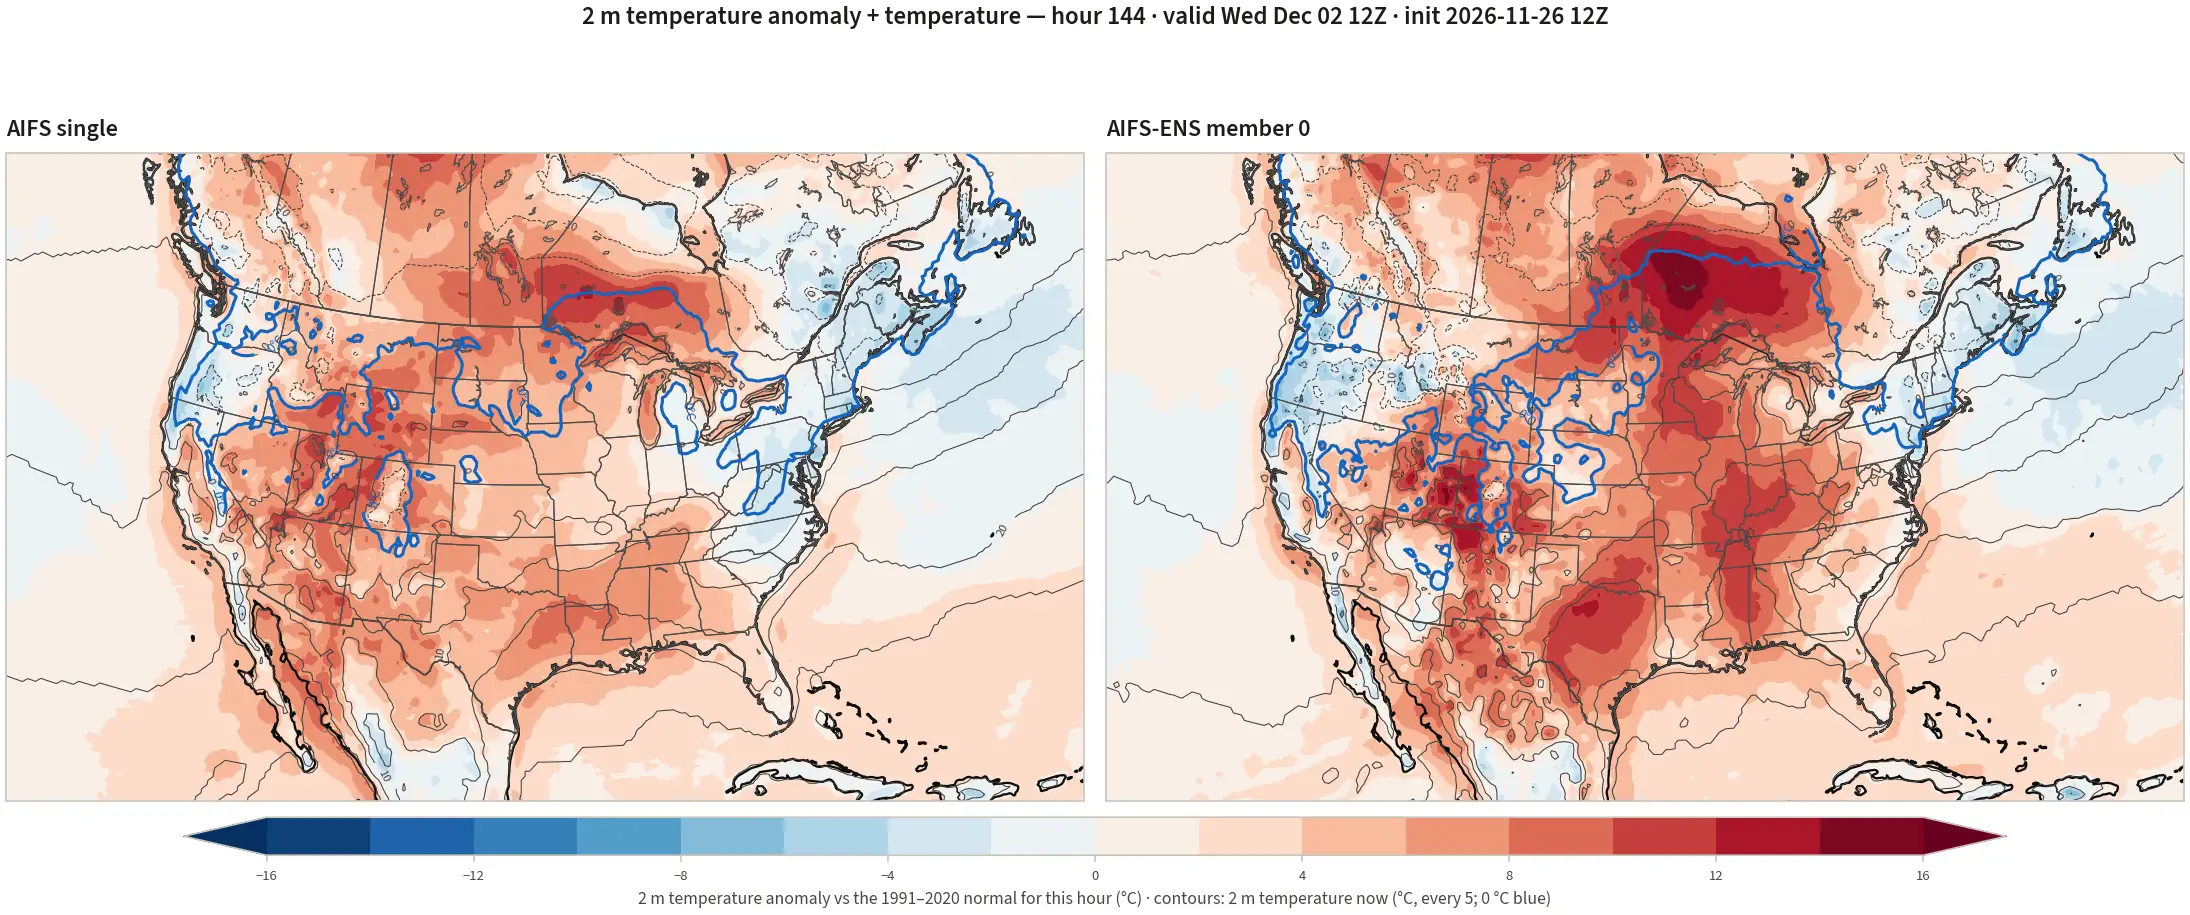 2 m temperature anomaly + temperature — hour 144 · valid Wed Dec 02 12Z · init 2026-11-26 12Z
AIFS single
AIFS-ENS member 0
−16 −12 −8 −4 0 4 8 12 16
2 m temperature anomaly vs the 1991–2020 normal for this hour (°C) · contours: 2 m temperature now (°C, every 5; 0 °C blue)